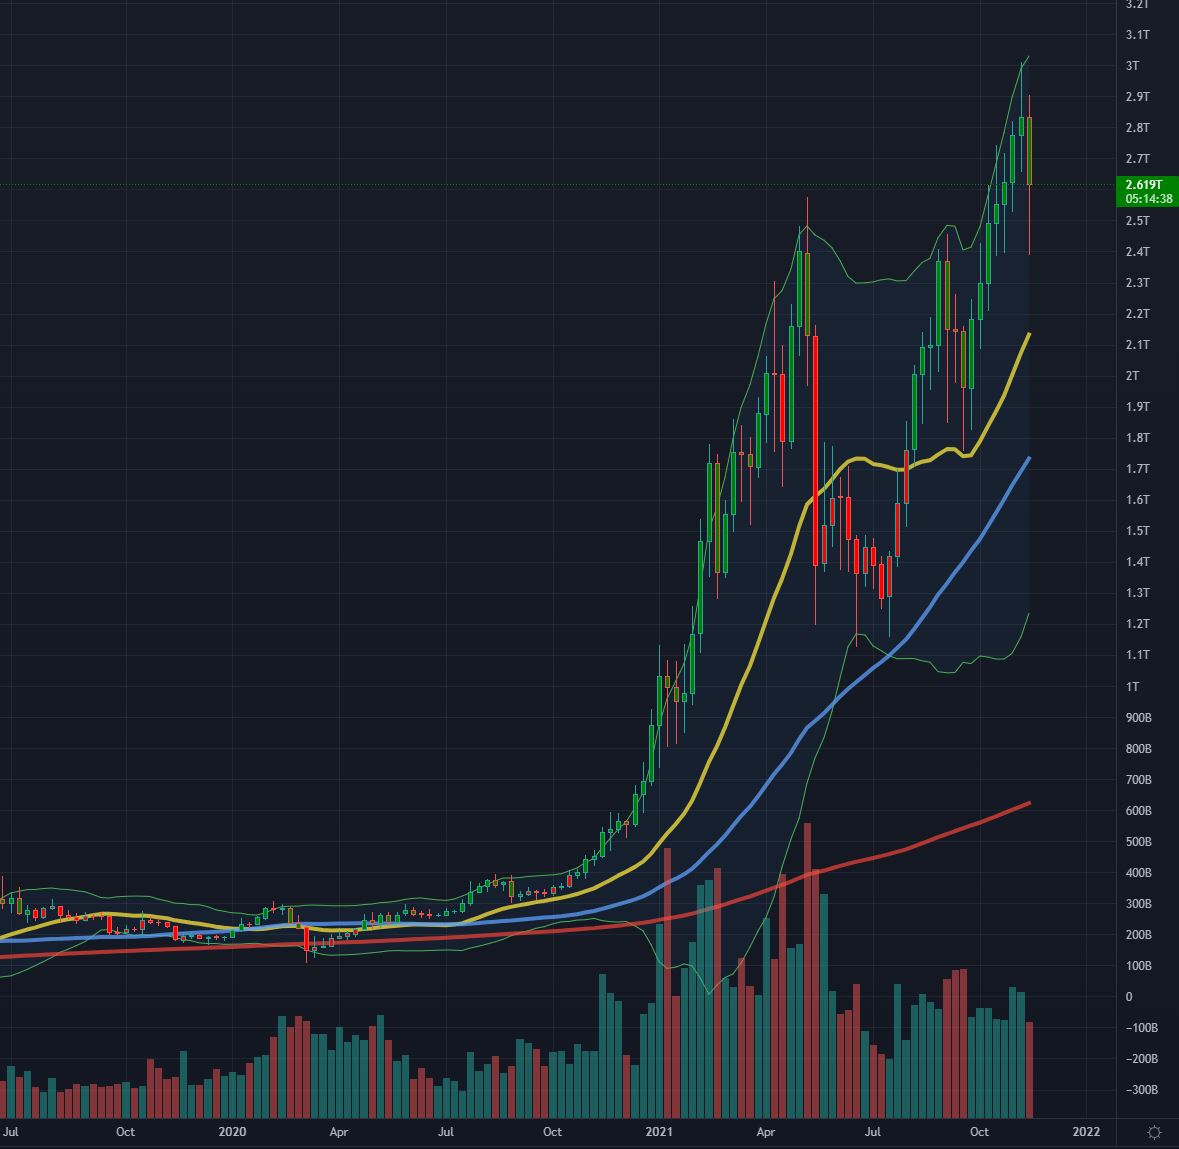 3.2T
3.1T
3T
2.9T
2.8T
2.7T
2.619T
05:14:38
2.5T
2.4T
2.3T
2.2T
2.1T
2T
1.9T
1.8T
1.7T
1.6T
1.5T
1.4T
1.3T
1.2T
1.1T
1T
900B
800B
700B
600B
500B
400B
300B
200B
100B
0
−100B
−200B
−300B
Jul Oct 2020 Apr Jul Oct 2021 Apr Jul Oct 2022